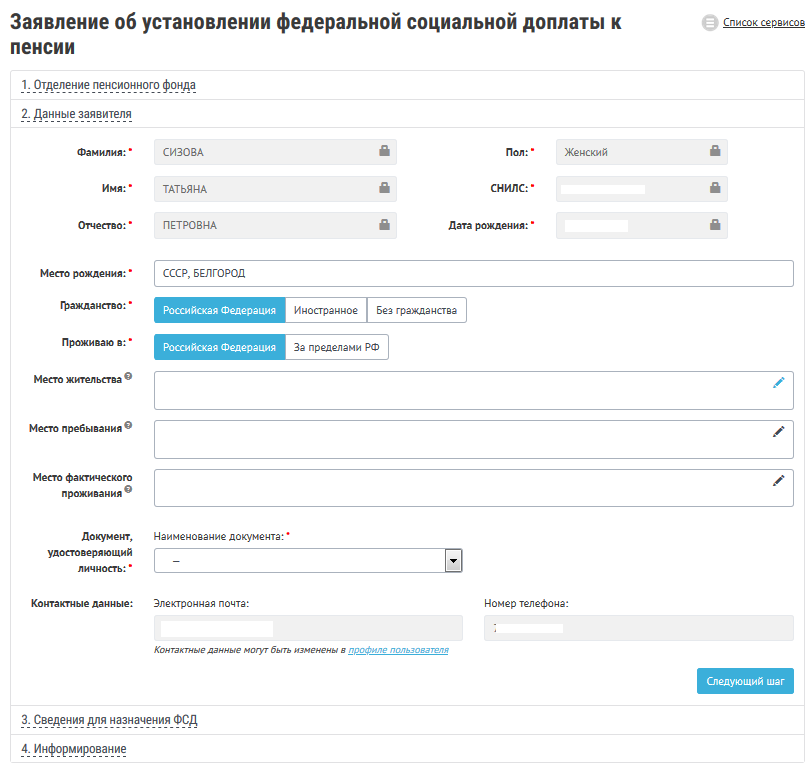 Заявление об установлении федеральной социальной доплаты к
пенсии
Список сервисов
1. Отделение пенсионного фонда
2. Данные заявителя
Фамилия: * СИЗОВА Пол: * Женский
Имя: * ТАТЬЯНА СНИЛС: *
Отчество: * ПЕТРОВНА Дата рождения: *
Место рождения: * СССР, БЕЛГОРОД
Гражданство: * Российская Федерация Иностранное Без гражданства
Проживаю в: * Российская Федерация За пределами РФ
Место жительства ?
Место пребывания ?
Место фактического
проживания ?
Документ,
удостоверяющий
личность: *
Наименование документа: *
—
Контактные данные: Электронная почта: Номер телефона:
Контактные данные могут быть изменены в профиле пользователя
Следующий шаг
3. Сведения для назначения ФСД
4. Информирование